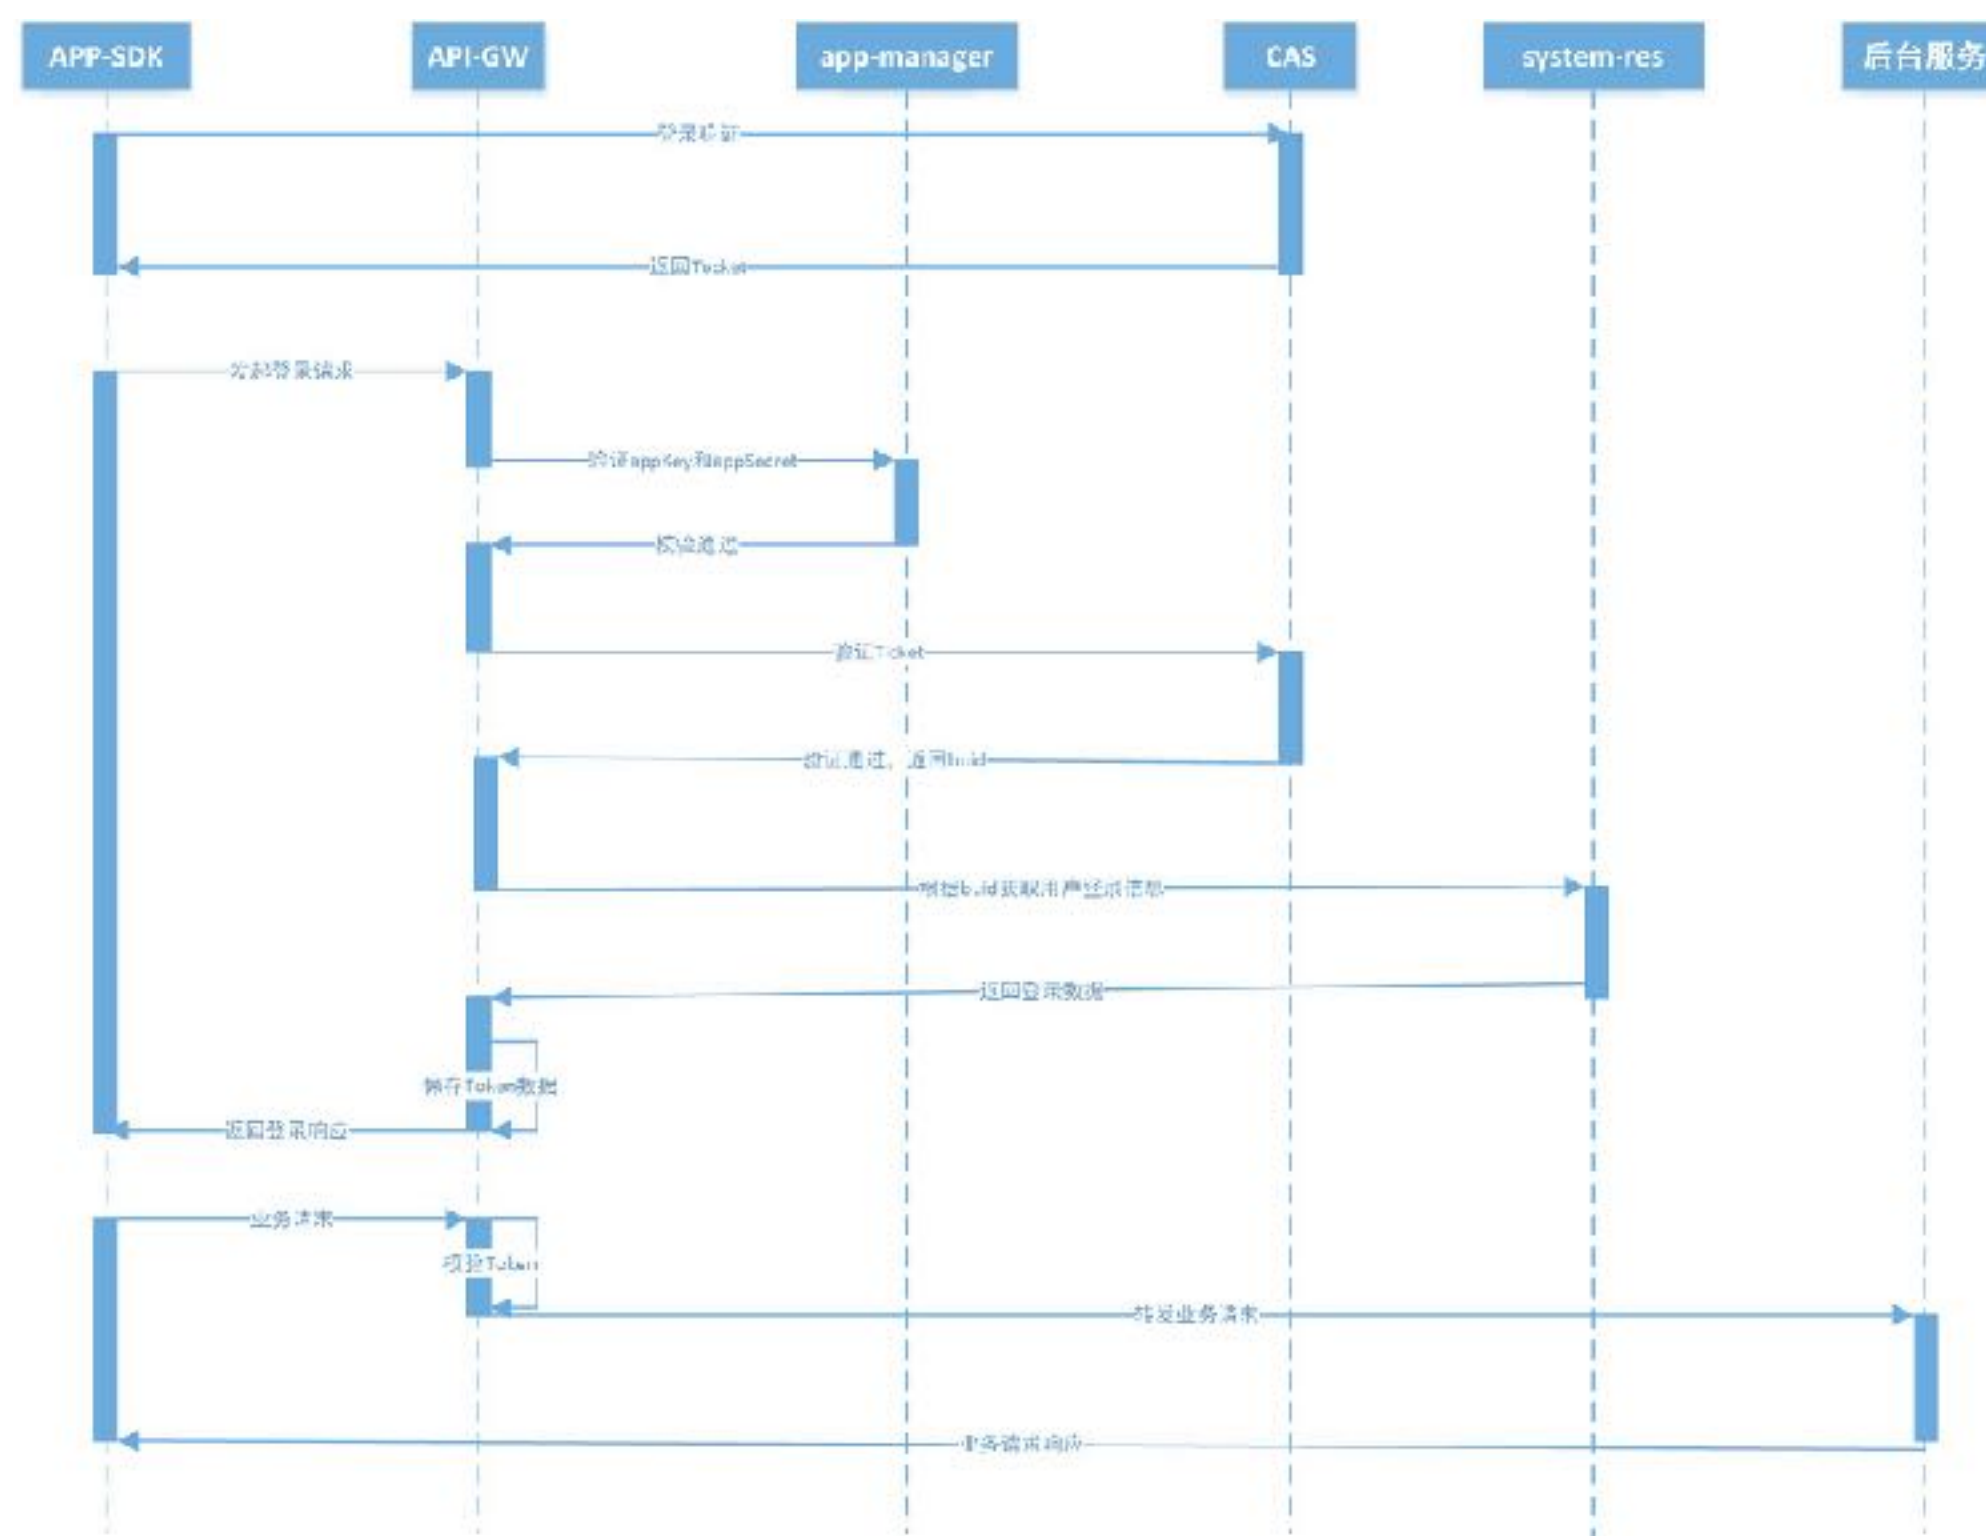 APP-SDK
API-GW
app-manager
CAS
system-res
后台服务
登录验证
返回Ticket
发起登录请求
验证appKey和appSecret
校验通过
验证Ticket
验证通过，返回buid
根据buid获取用户登录信息
返回登录数据
保存Token数据
返回登录响应
业务请求
校验Token
转发业务请求
业务请求响应